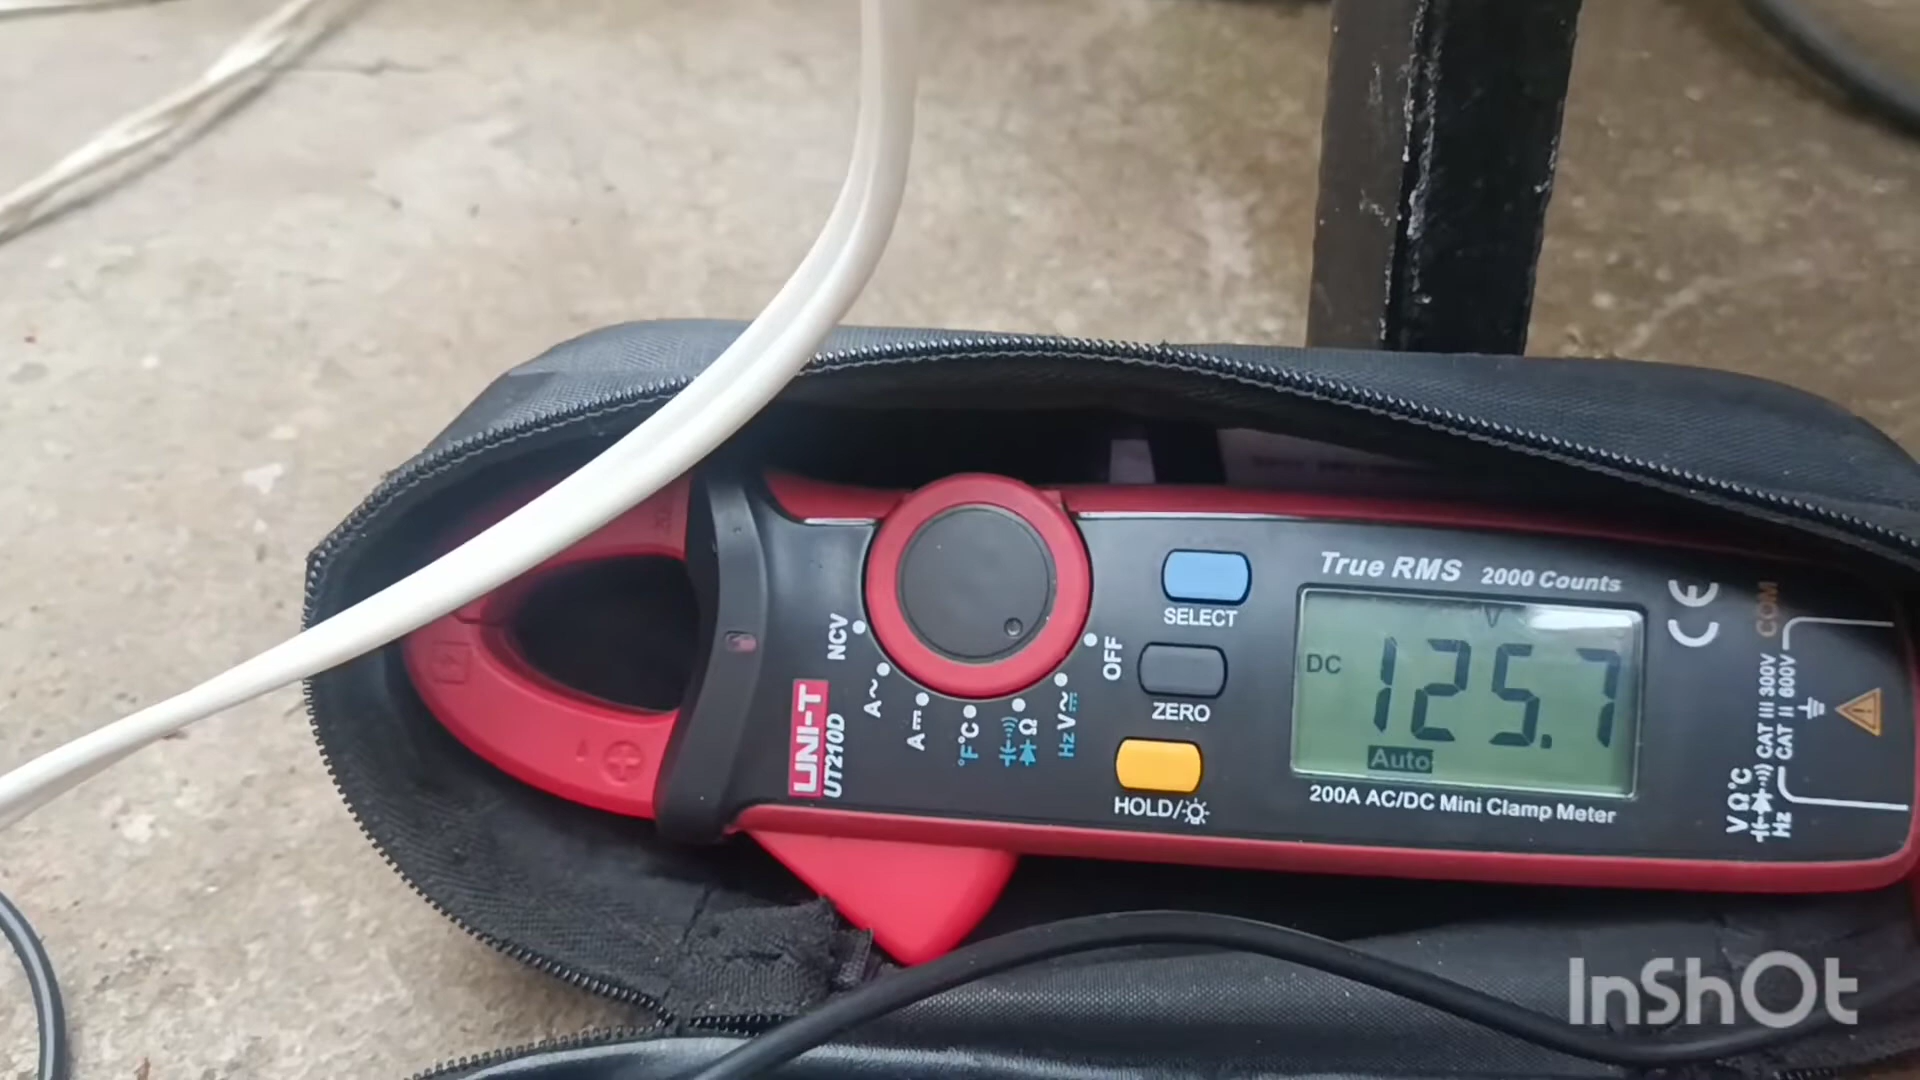 True RMS 2000 Counts
SELECT
ZERO
HOLD/
V
DC 125.7
Auto
200A AC/DC Mini Clamp Meter
OFF
NCV
A~
A
°F°C
Ω
Hz V~
UNI-T
UT210D
CE
COM
CAT III 300V
CAT II 600V
VΩ°C
Hz
InShOt